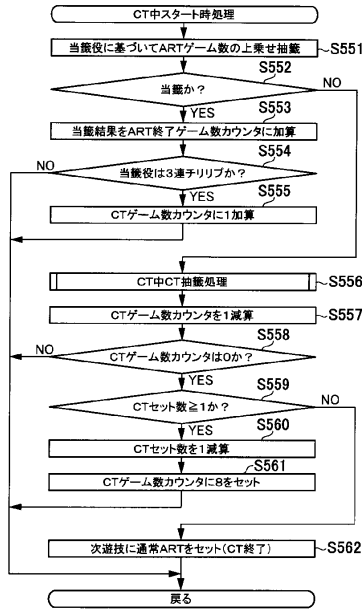 CT中スタート時処理
当籤役に基づいてARTゲーム数の上乗せ抽籤
S551
S552
当籤か?
NO
YES
S553
当籤結果をART終了ゲーム数カウンタに加算
S554
NO
当籤役は3連チリリプか?
YES
S555
CTゲーム数カウンタに1加算
CT中CT抽籤処理
S556
CTゲーム数カウンタを1減算
S557
S558
NO
CTゲーム数カウンタは0か?
YES
S559
CTセット数≧1か?
NO
YES
S560
CTセット数を1減算
S561
CTゲーム数カウンタに8をセット
次遊技に通常ARTをセット(CT終了)
S562
戻る